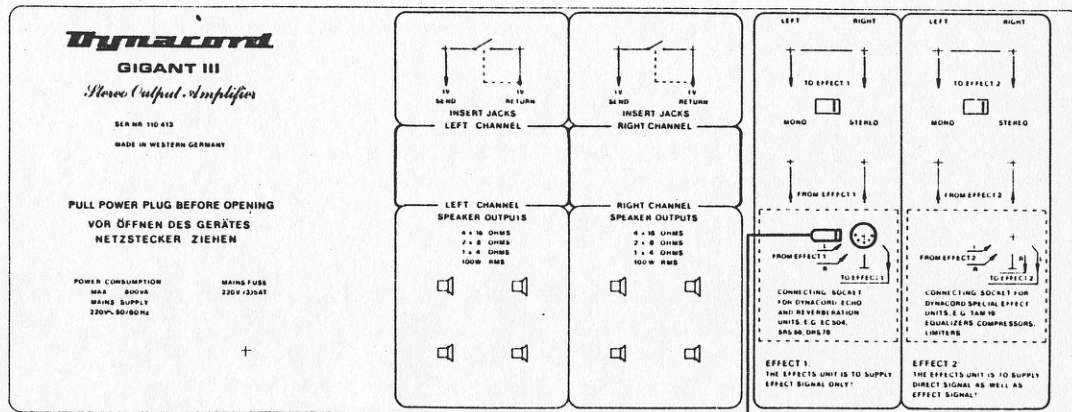 Dynacord
GIGANT III
Stereo Output Amplifier
SER NR 110 413
MADE IN WESTERN GERMANY
PULL POWER PLUG BEFORE OPENING
VOR ÖFFNEN DES GERÄTES
NETZSTECKER ZIEHEN
POWER CONSUMPTION
MAX 800VA
MAINS SUPPLY
220V~ 50/60 Hz
MAINS FUSE
1V
SEND
1V
RETURN
INSERT JACKS
LEFT CHANNEL
LEFT CHANNEL
SPEAKER OUTPUTS
4 x 16 OHMS
2 x 8 OHMS
1 x 4 OHMS
100W RMS
1V
SEND
1V
RETURN
INSERT JACKS
RIGHT CHANNEL
RIGHT CHANNEL
SPEAKER OUTPUTS
4 x 16 OHMS
2 x 8 OHMS
1 x 4 OHMS
100W RMS
LEFT RIGHT
TO EFFECT 1
MONO STEREO
FROM EFFECT 1
L
FROM EFFECT 1
R
TO EFFECT 1
CONNECTING SOCKET
FOR DYNACORD ECHO
AND REVERBERATION
UNITS, E.G. EC 504,
SRS 56, DRS 78
EFFECT 1:
THE EFFECTS UNIT IS TO SUPPLY
EFFECT SIGNAL ONLY!
LEFT RIGHT
TO EFFECT 2
MONO STEREO
FROM EFFECT 2
L
FROM EFFECT 2
R
R L
TO EFFECT 2
CONNECTING SOCKET FOR
DYNACORD SPECIAL EFFECT
UNITS, E.G. TAM 19
EQUALIZERS, COMPRESSORS,
LIMITERS
EFFECT 2:
THE EFFECTS UNIT IS TO SUPPLY
DIRECT SIGNAL AS WELL AS
EFFECT SIGNAL!